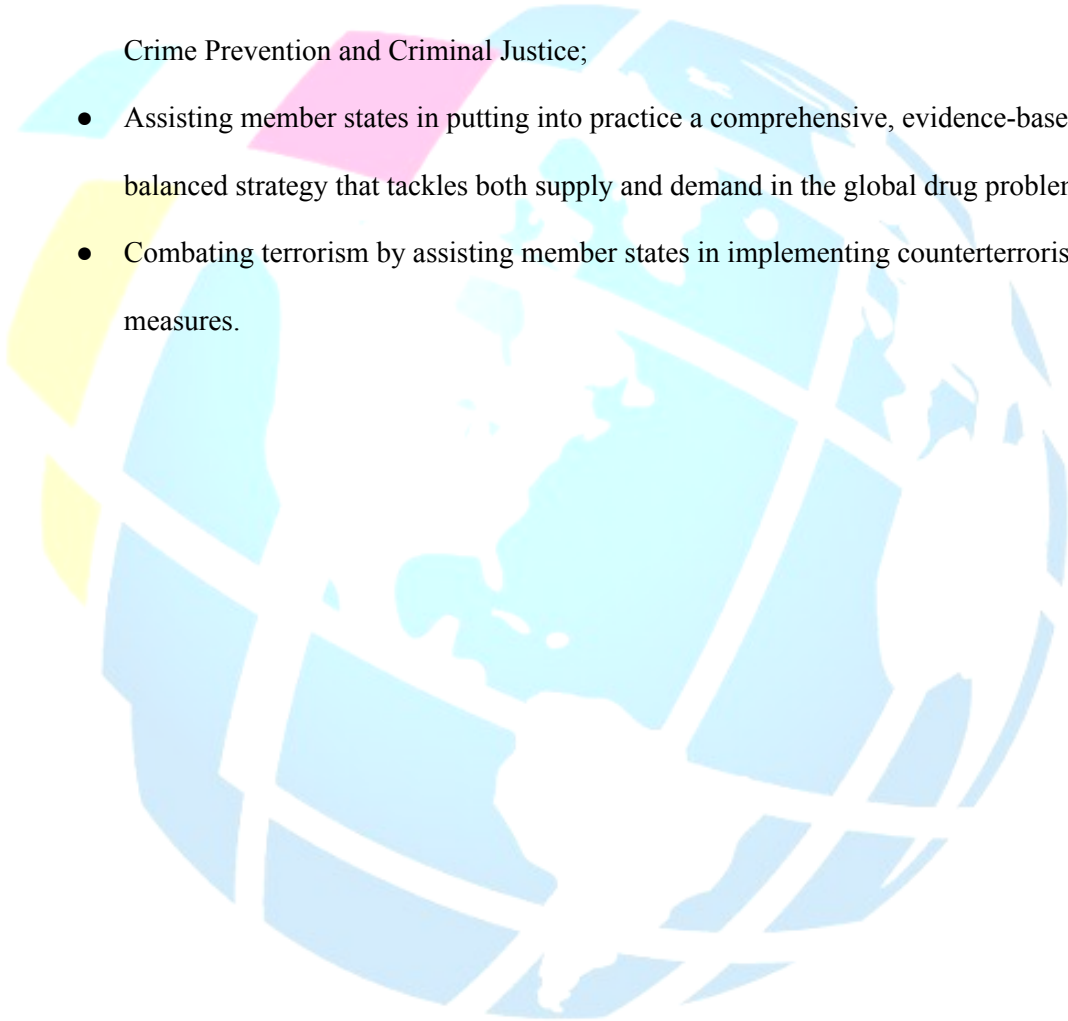 Crime Prevention and Criminal Justice;
● Assisting member states in putting into practice a comprehensive, evidence-base
balanced strategy that tackles both supply and demand in the global drug problem
● Combating terrorism by assisting member states in implementing counterterroris
measures.